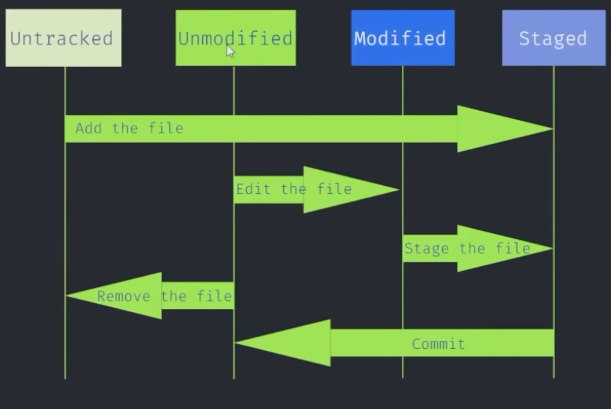 Untracked
Unmodified
Modified
Staged
Add the file
Edit the file
Stage the file
Remove the file
Commit